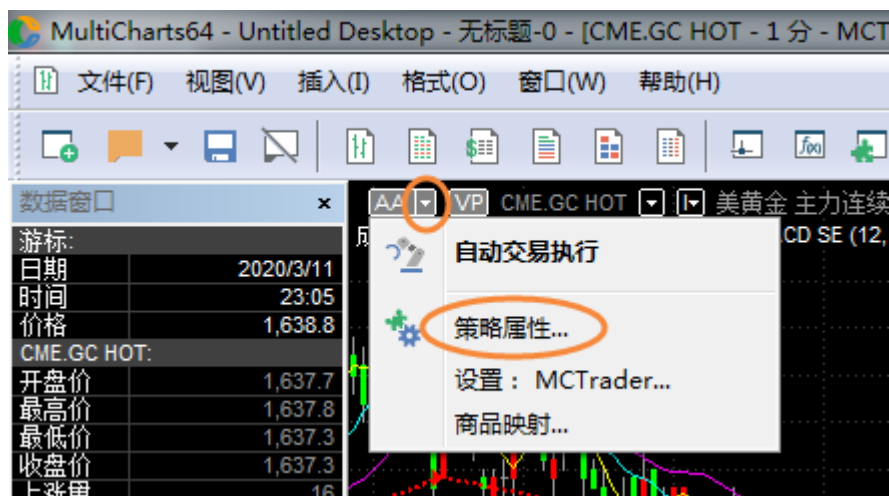 MultiCharts64 - Untitled Desktop - 无标题-0 - [CME.GC HOT - 1 分 - MCT
文件(F) 视图(V) 插入(I) 格式(O) 窗口(W) 帮助(H)
数据窗口 x
AA VP CME.GC HOT 美黄金 主力连续
游标:
CD SE (12,
日期 2020/3/11
时间 23:05
价格 1,638.8
CME.GC HOT:
开盘价 1,637.7
最高价 1,637.8
最低价 1,637.3
收盘价 1,637.3
上涨量 16
自动交易执行
策略属性...
设置： MCTrader...
商品映射...